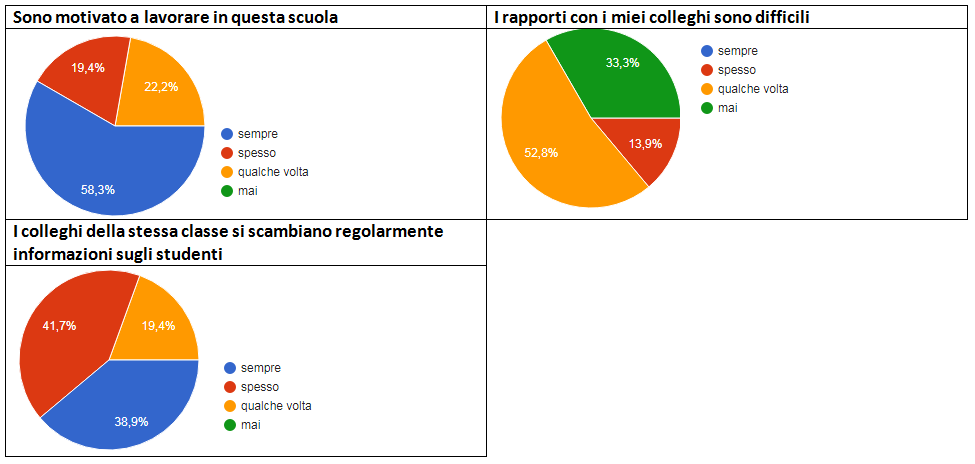 Sono motivato a lavorare in questa scuola
19,4%
22,2%
58,3%
sempre
spesso
qualche volta
mai
I rapporti con i miei colleghi sono difficili
33,3%
52,8%
13,9%
sempre
spesso
qualche volta
mai
I colleghi della stessa classe si scambiano regolarmente
informazioni sugli studenti
41,7%
19,4%
38,9%
sempre
spesso
qualche volta
mai